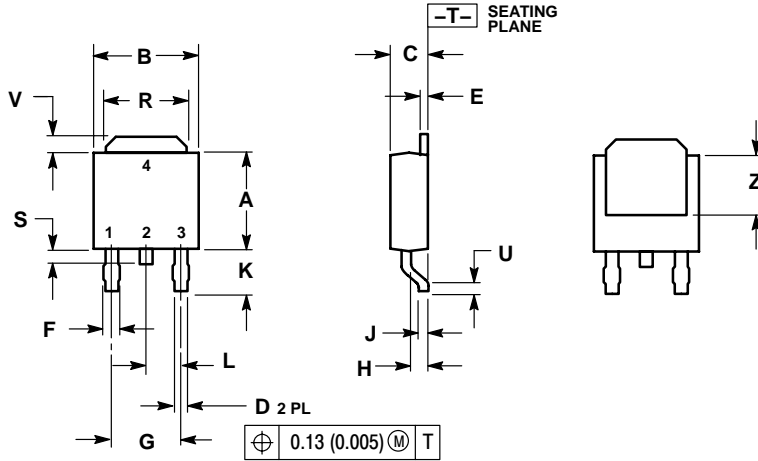 –T– SEATING
PLANE
B
C
V
R
E
4
A
Z
S
1 2 3
K
U
F
J
L
H
D 2 PL
G
⌖ 0.13 (0.005) Ⓜ T